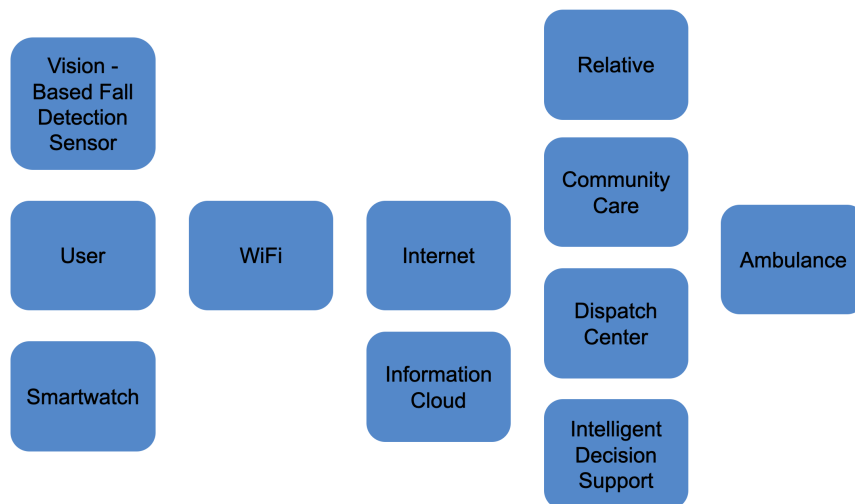 Vision -
Based Fall
Detection
Sensor
User
Smartwatch
WiFi
Internet
Information
Cloud
Relative
Community
Care
Dispatch
Center
Intelligent
Decision
Support
Ambulance